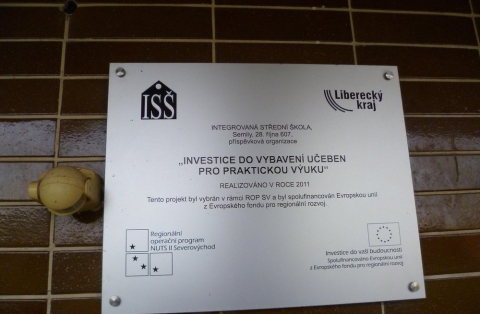 ISŠ
Liberecký
kraj
INTEGROVANÁ STŘEDNÍ ŠKOLA,
Semily, 28. října 607,
příspěvková organizace
„INVESTICE DO VYBAVENÍ UČEBEN
PRO PRAKTICKOU VÝUKU"
REALIZOVÁNO V ROCE 2011
Tento projekt byl vybrán v rámci ROP SV a byl spolufinancován Evropskou unií
z Evropského fondu pro regionální rozvoj.
Regionální
operační program
NUTS II Severovýchod
Investice do vaší budoucnosti
Spolufinancováno Evropskou unií
z Evropského fondu pro regionální rozvoj